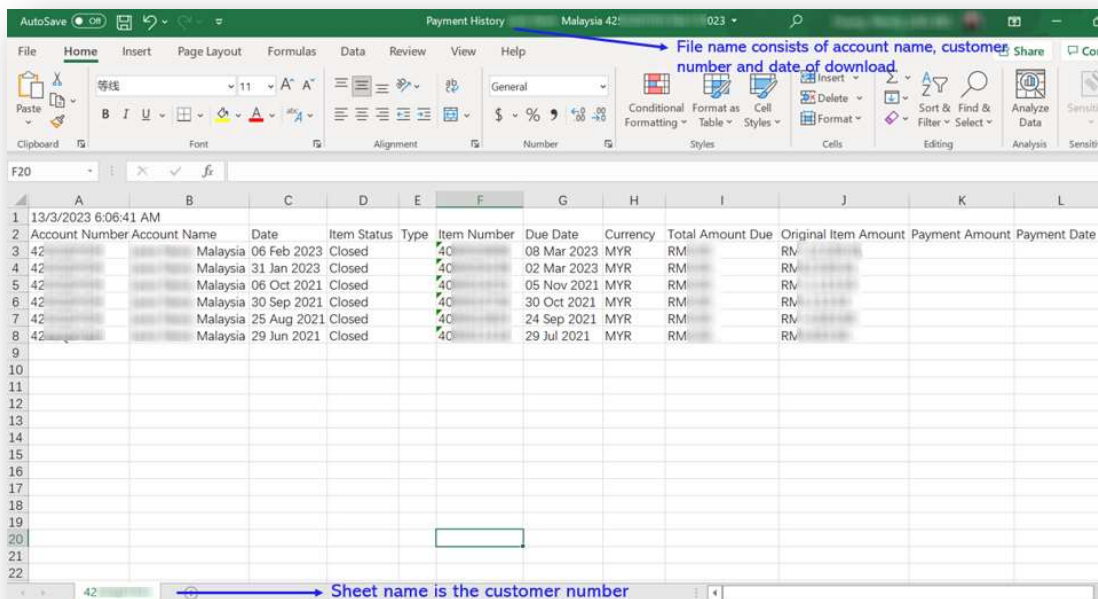 AutoSave Off Payment History Malaysia 42 023
File name consists of account name, customer number and date of download
File Home Insert Page Layout Formulas Data Review View Help Share
Paste 等线 11 General Conditional Formatting Format as Table Cell Styles Insert Delete Format Sort & Filter Find & Select Analyze Data
Clipboard Font Alignment Number Styles Cells Editing Analysis
F20 fx
A B C D E F G H I J K L
1 13/3/2023 6:06:41 AM
2 Account Number Account Name Date Item Status Type Item Number Due Date Currency Total Amount Due Original Item Amount Payment Amount Payment Date
3 42 Malaysia 06 Feb 2023 Closed 40 08 Mar 2023 MYR RM RM
4 42 Malaysia 31 Jan 2023 Closed 40 02 Mar 2023 MYR RM RM
5 42 Malaysia 06 Oct 2021 Closed 40 05 Nov 2021 MYR RM RM
6 42 Malaysia 30 Sep 2021 Closed 40 30 Oct 2021 MYR RM RM
7 42 Malaysia 25 Aug 2021 Closed 40 24 Sep 2021 MYR RM RM
8 42 Malaysia 29 Jun 2021 Closed 40 29 Jul 2021 MYR RM RM
9
10
11
12
13
14
15
16
17
18
19
20
21
22
42 Sheet name is the customer number